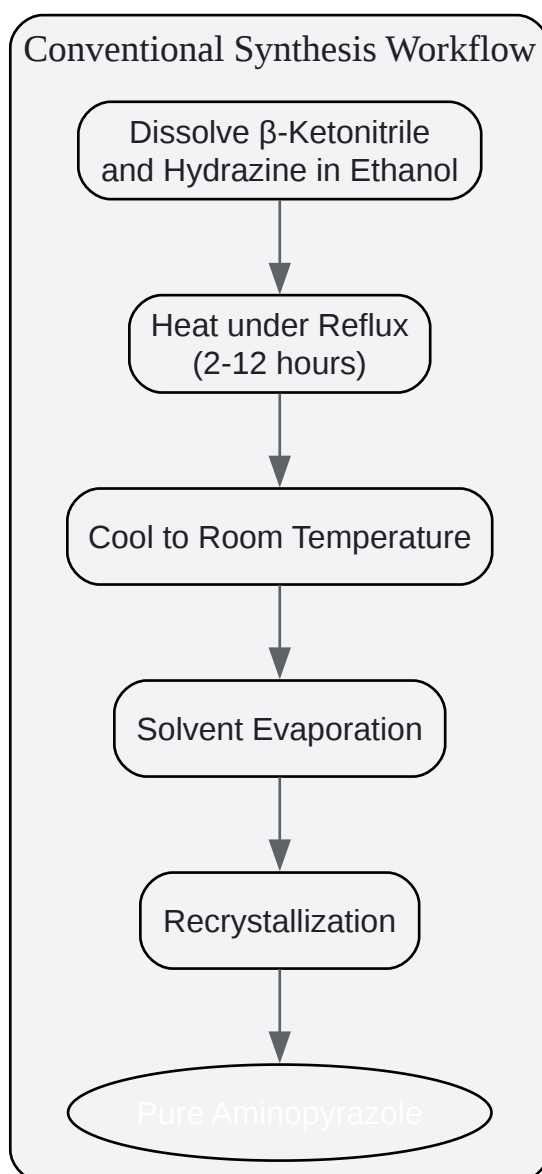 Conventional Synthesis Workflow
Dissolve β-Ketonitrile
and Hydrazine in Ethanol
Heat under Reflux
(2-12 hours)
Cool to Room Temperature
Solvent Evaporation
Recrystallization
Pure Aminopyrazole